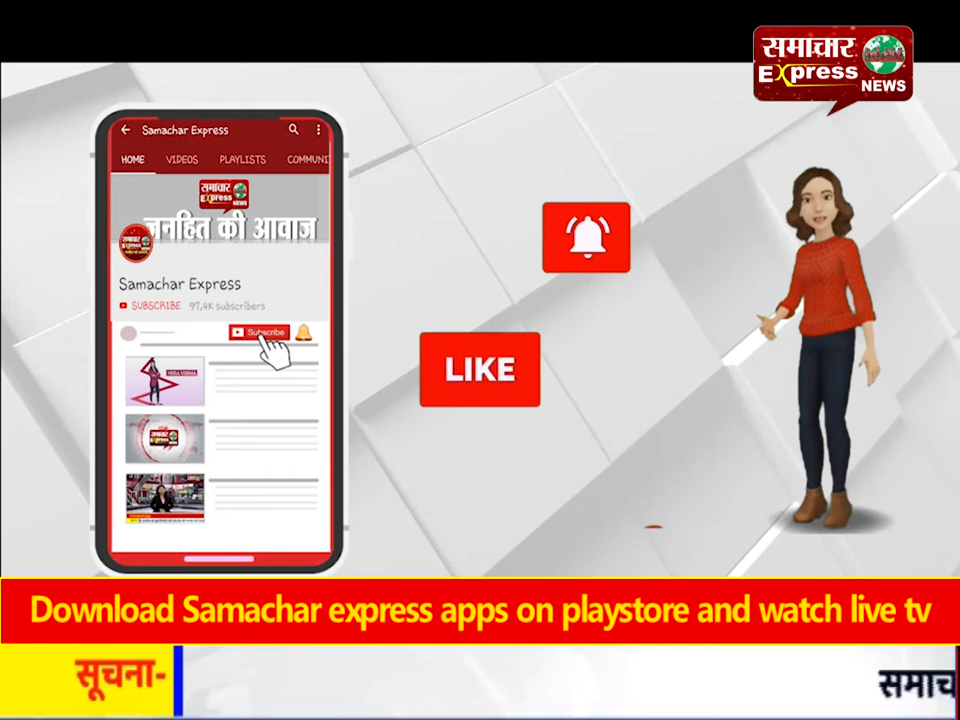 समाचार
Express
NEWS
Samachar Express
HOME VIDEOS PLAYLISTS COMMUNI
समाचार
Express
NEWS
जनहित की आवाज
Samachar Express
SUBSCRIBE 97.4K subscribers
Subscribe
LIKE
Download Samachar express apps on playstore and watch live tv
सूचना-
समाच